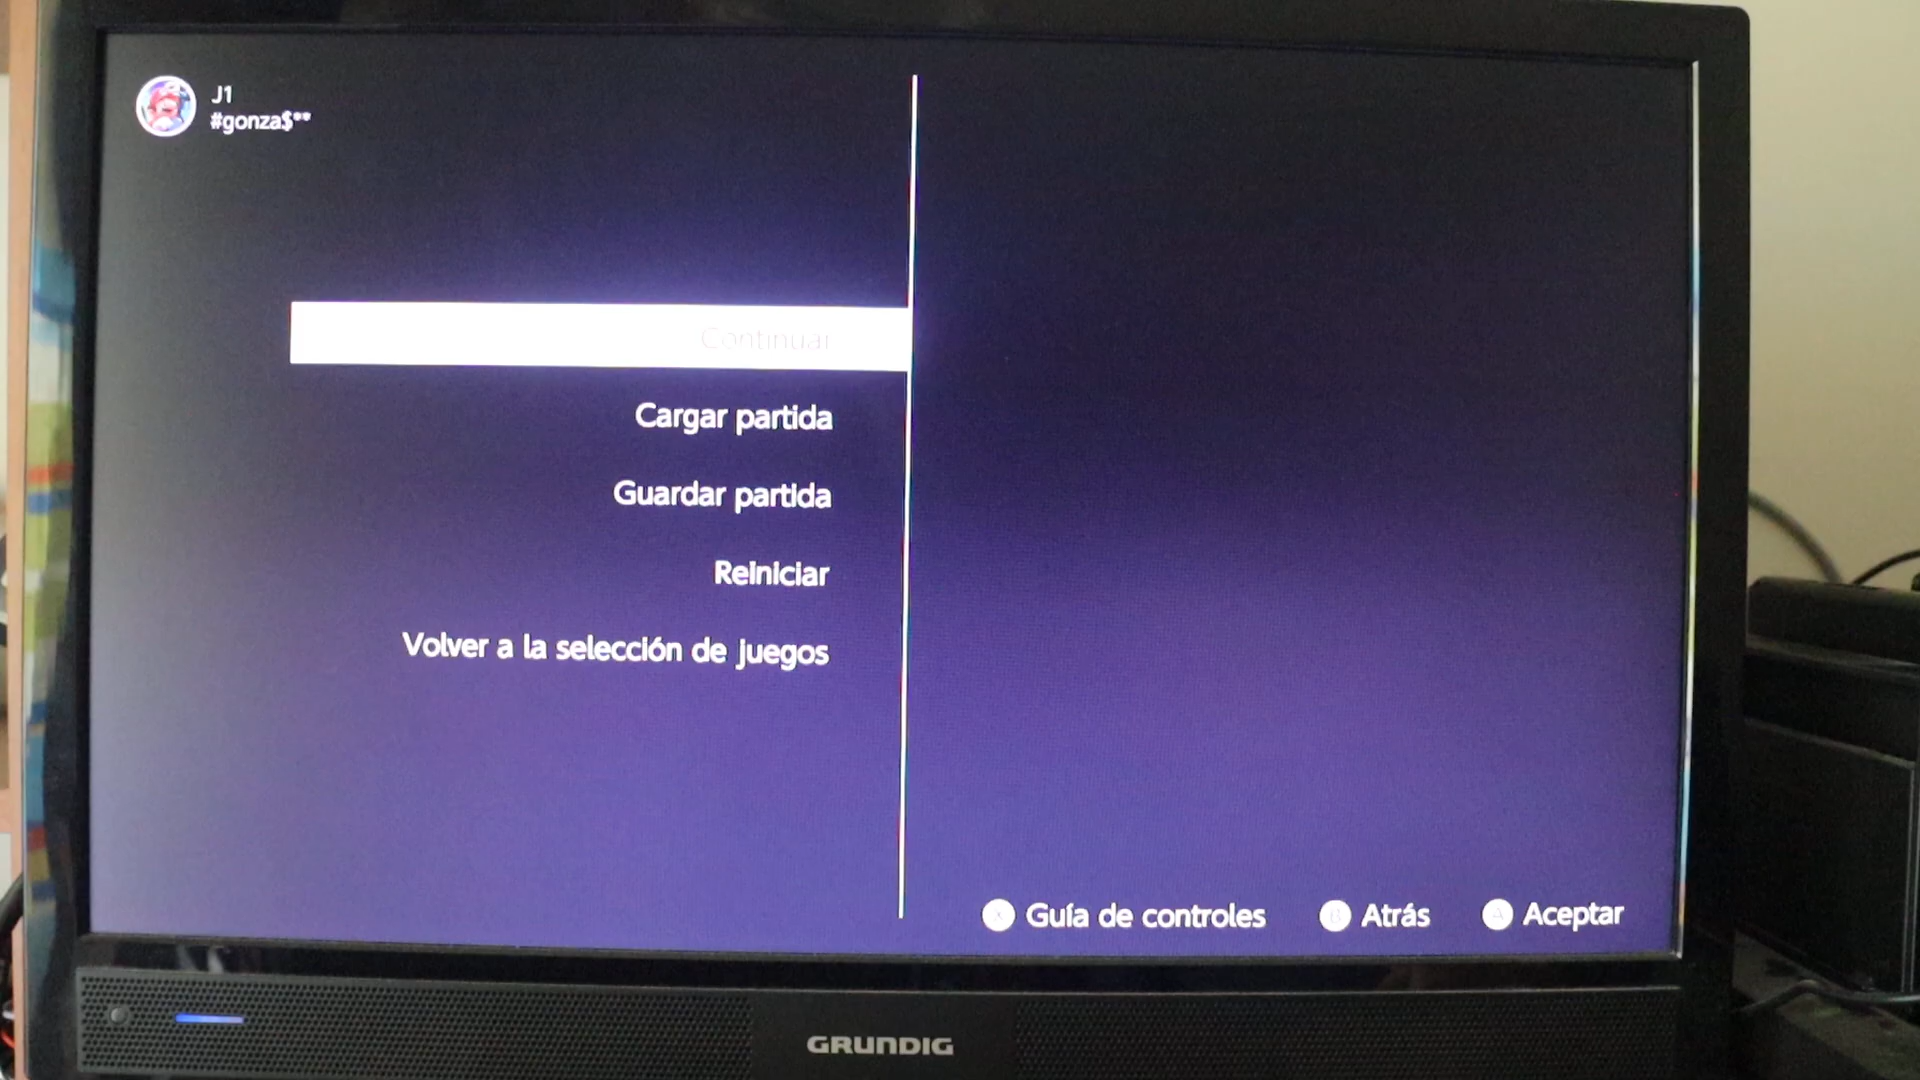 J1
#gonza$**
Continuar
Cargar partida
Guardar partida
Reiniciar
Volver a la selección de juegos
X Guía de controles B Atrás A Aceptar
GRUNDIG